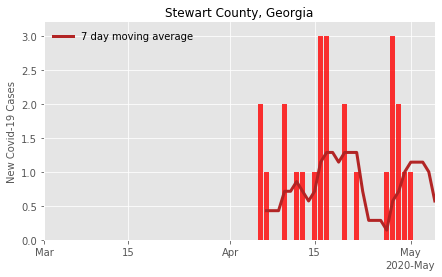 Stewart County, Georgia
7 day moving average
New Covid-19 Cases
3.0
2.5
2.0
1.5
1.0
0.5
0.0
Mar 15 Apr 15 May
2020-May